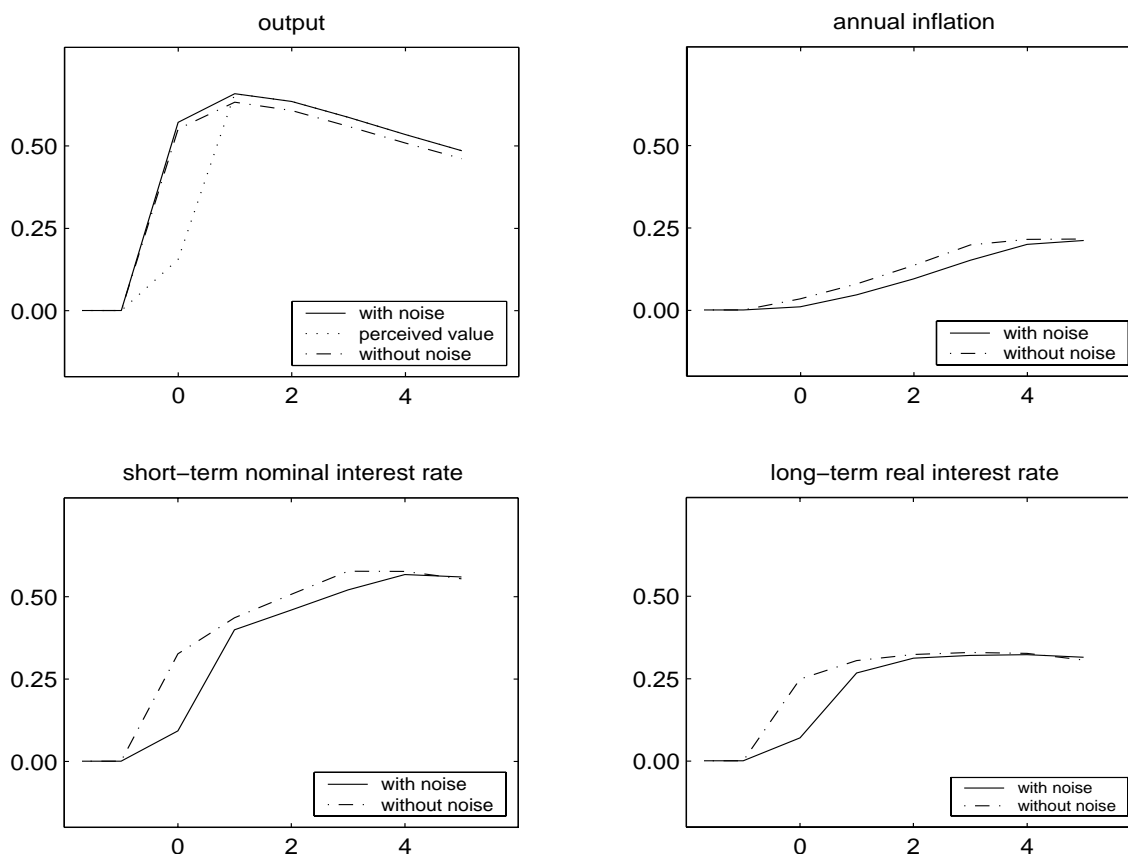 output
0.50
0.25
0.00
with noise
perceived value
without noise
0 2 4
annual inflation
0.50
0.25
0.00
with noise
without noise
0 2 4
short-term nominal interest rate
0.50
0.25
0.00
with noise
without noise
0 2 4
long-term real interest rate
0.50
0.25
0.00
with noise
without noise
0 2 4